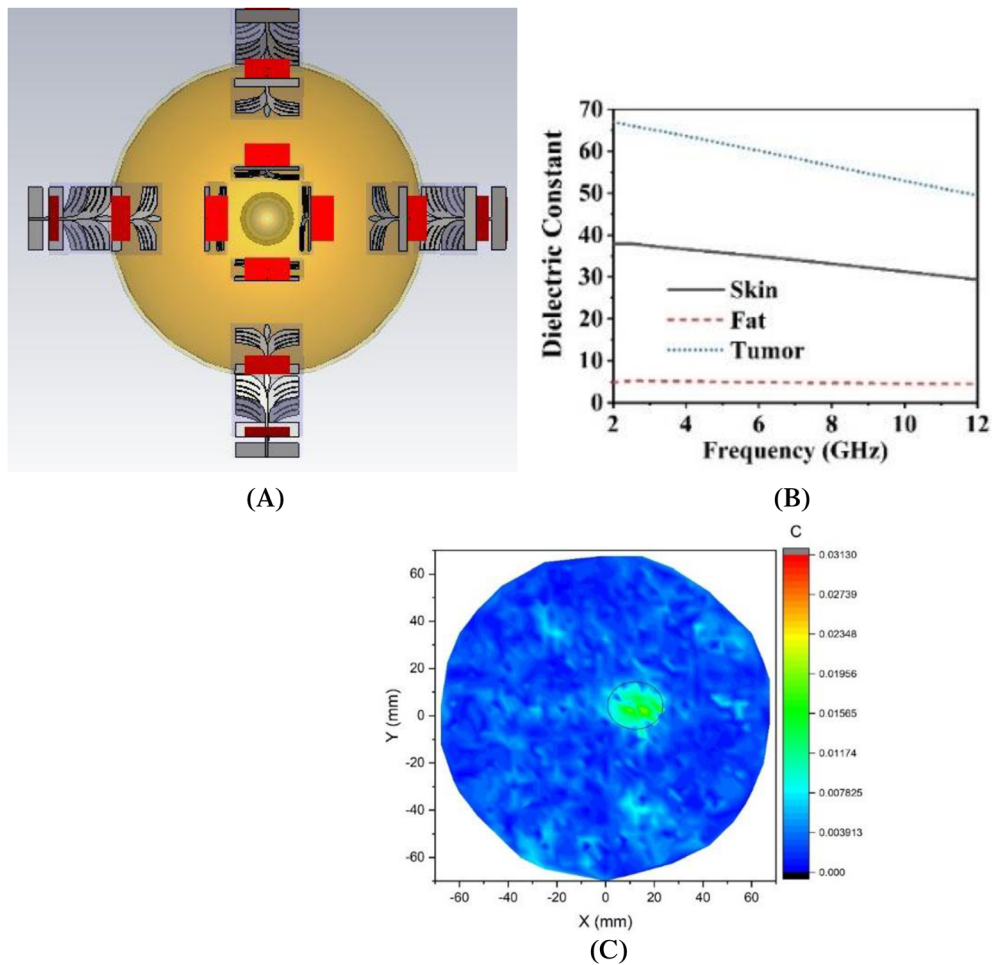 (A)
70
60
50
40
30
20
10
0
Dielectric Constant
Skin
Fat
Tumor
2 4 6 8 10 12
Frequency (GHz)
(B)
C
60
40
20
0
-20
-40
-60
Y (mm)
-60 -40 -20 0 20 40 60
X (mm)
0.03130
0.02739
0.02348
0.01956
0.01565
0.01174
0.007825
0.003913
0.000
(C)